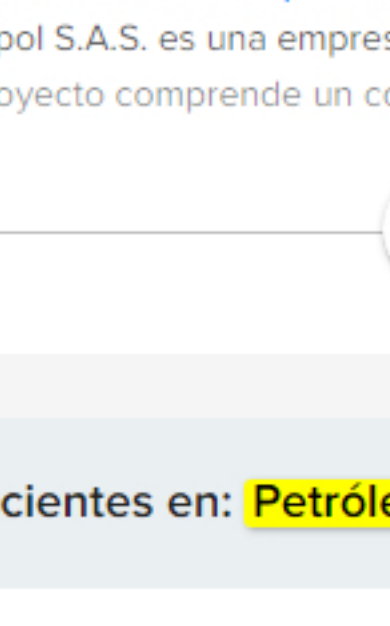 pol S.A.S. es una empres
oyecto comprende un co
cientes en: Petróle